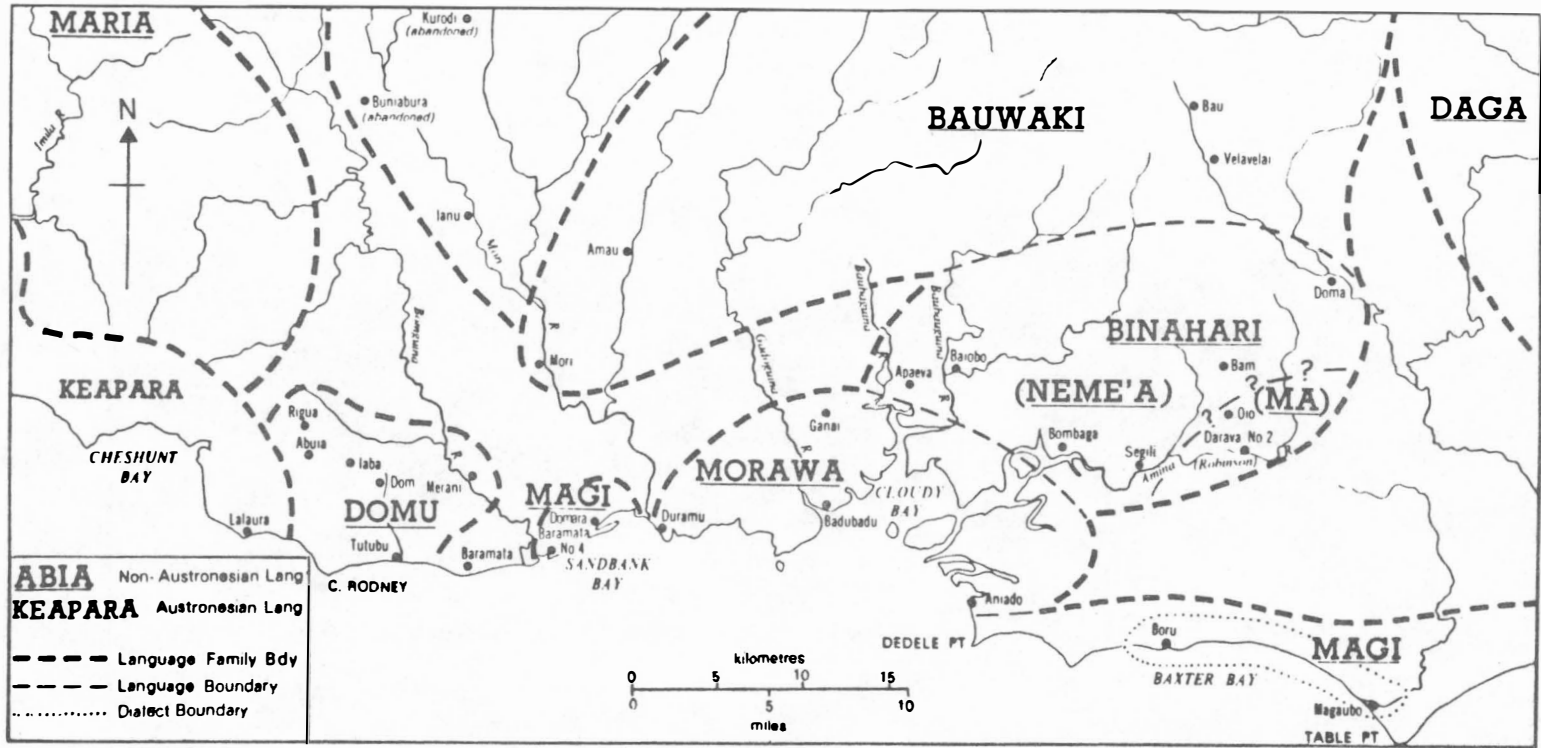 MARIA
Kurodi
(abandoned)
Buniabura
(abandoned)
Imila R
N
BAUWAKI
Bau
DAGA
Velavelai
Ianu
Mori
R
Amau
Doma
BINAHARI
Mori
Barobo
Bam
KEAPARA
Apaeva
(NEME'A)
?
?
(MA)
Rigua
Ganai
R
?
Oro
Abuia
Bombaga
Darava No 2
CHESHUNT
BAY
Iaba
R
Segili
(Robinson)
R
Dom
Merani
MORAWA
MAGI
CLOUDY
BAY
DOMU
Lalaura
Domara
Duramu
Badubadu
Tutubu
Baramata
Baramata
No 4
SANDBANK
BAY
C. RODNEY
Aniado
DEDELE PT
Boru
MAGI
BAXTER BAY
Magaubo
TABLE PT
ABIA Non-Austronesian Lang
KEAPARA Austronesian Lang
Language Family Bdy
Language Boundary
Dialect Boundary
kilometres
0 5 10 15
0 5 10
miles